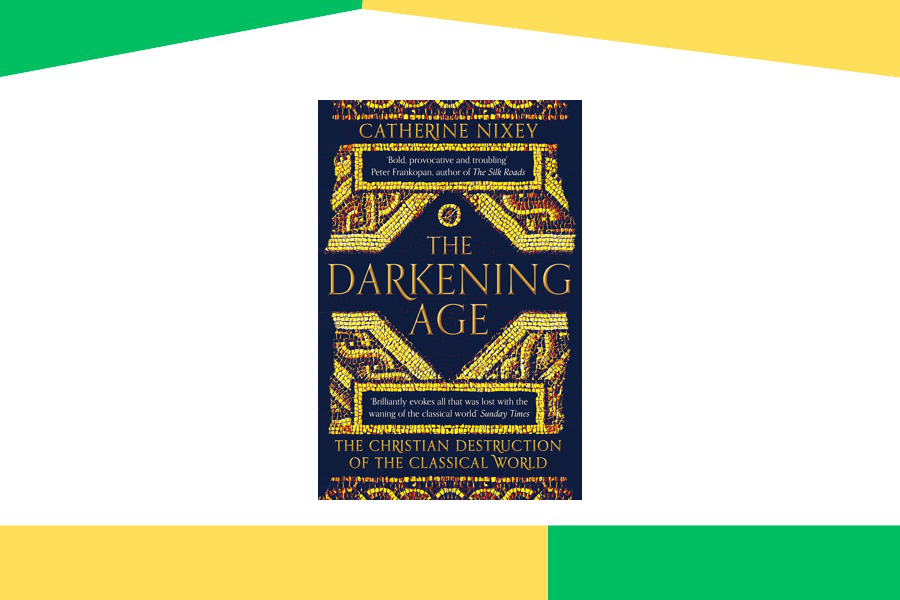 CATHERINE NIXEY
'Bold, provocative and troubling'
Peter Frankopan, author of The Silk Roads
THE
DARKENING
AGE
'Brilliantly evokes all that was lost with the
waning of the classical world' Sunday Times
THE CHRISTIAN DESTRUCTION
OF THE CLASSICAL WORLD